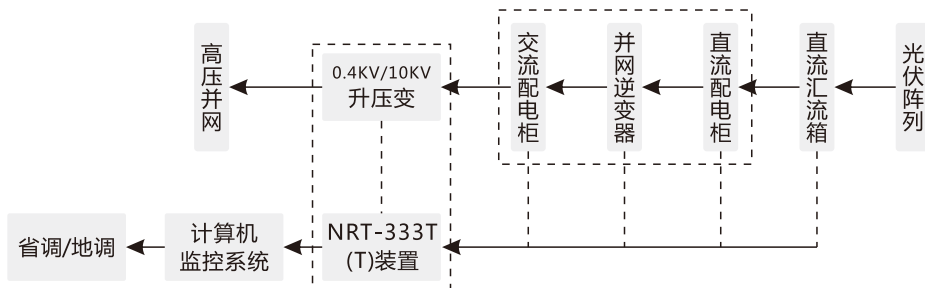 高压并网
0.4KV/10KV
升压变
交流配电柜
并网逆变器
直流配电柜
直流汇流箱
光伏阵列
省调/地调
计算机
监控系统
NRT-333T
(T)装置